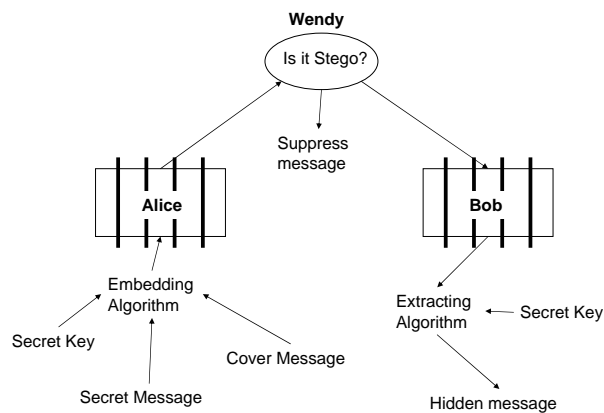 Wendy
Is it Stego?
Suppress
message
Alice
Bob
Embedding
Algorithm
Secret Key
Secret Message
Cover Message
Extracting
Algorithm
Secret Key
Hidden message